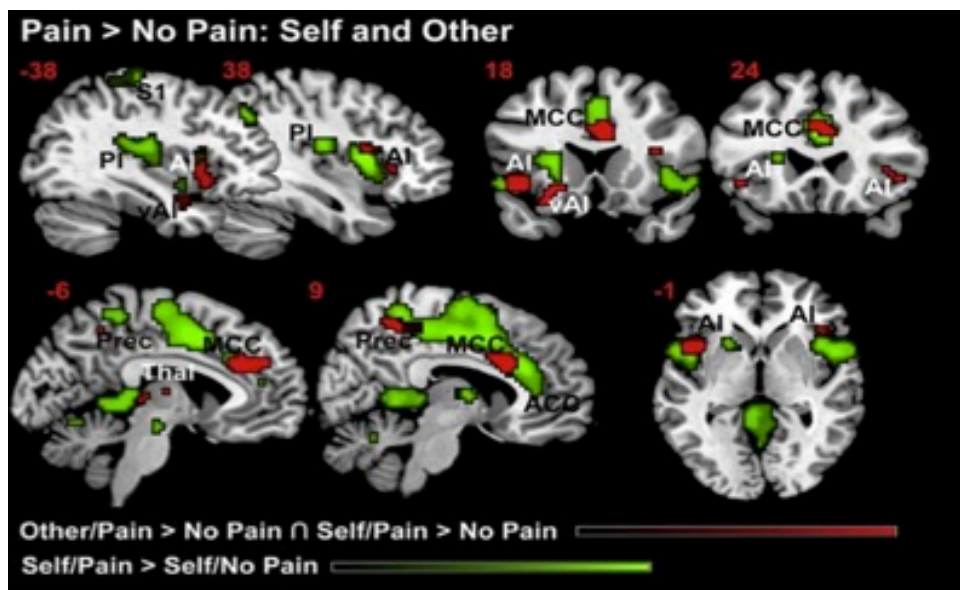 Pain > No Pain: Self and Other
-38
38
18
24
S1
PI
AI
vAI
PI
AI
MCC
AI
vAI
MCC
AI
AI
-6
9
-1
Prec
MCC
Thal
Prec
MCC
ACC
AI
AI
Other/Pain > No Pain ∩ Self/Pain > No Pain
Self/Pain > Self/No Pain